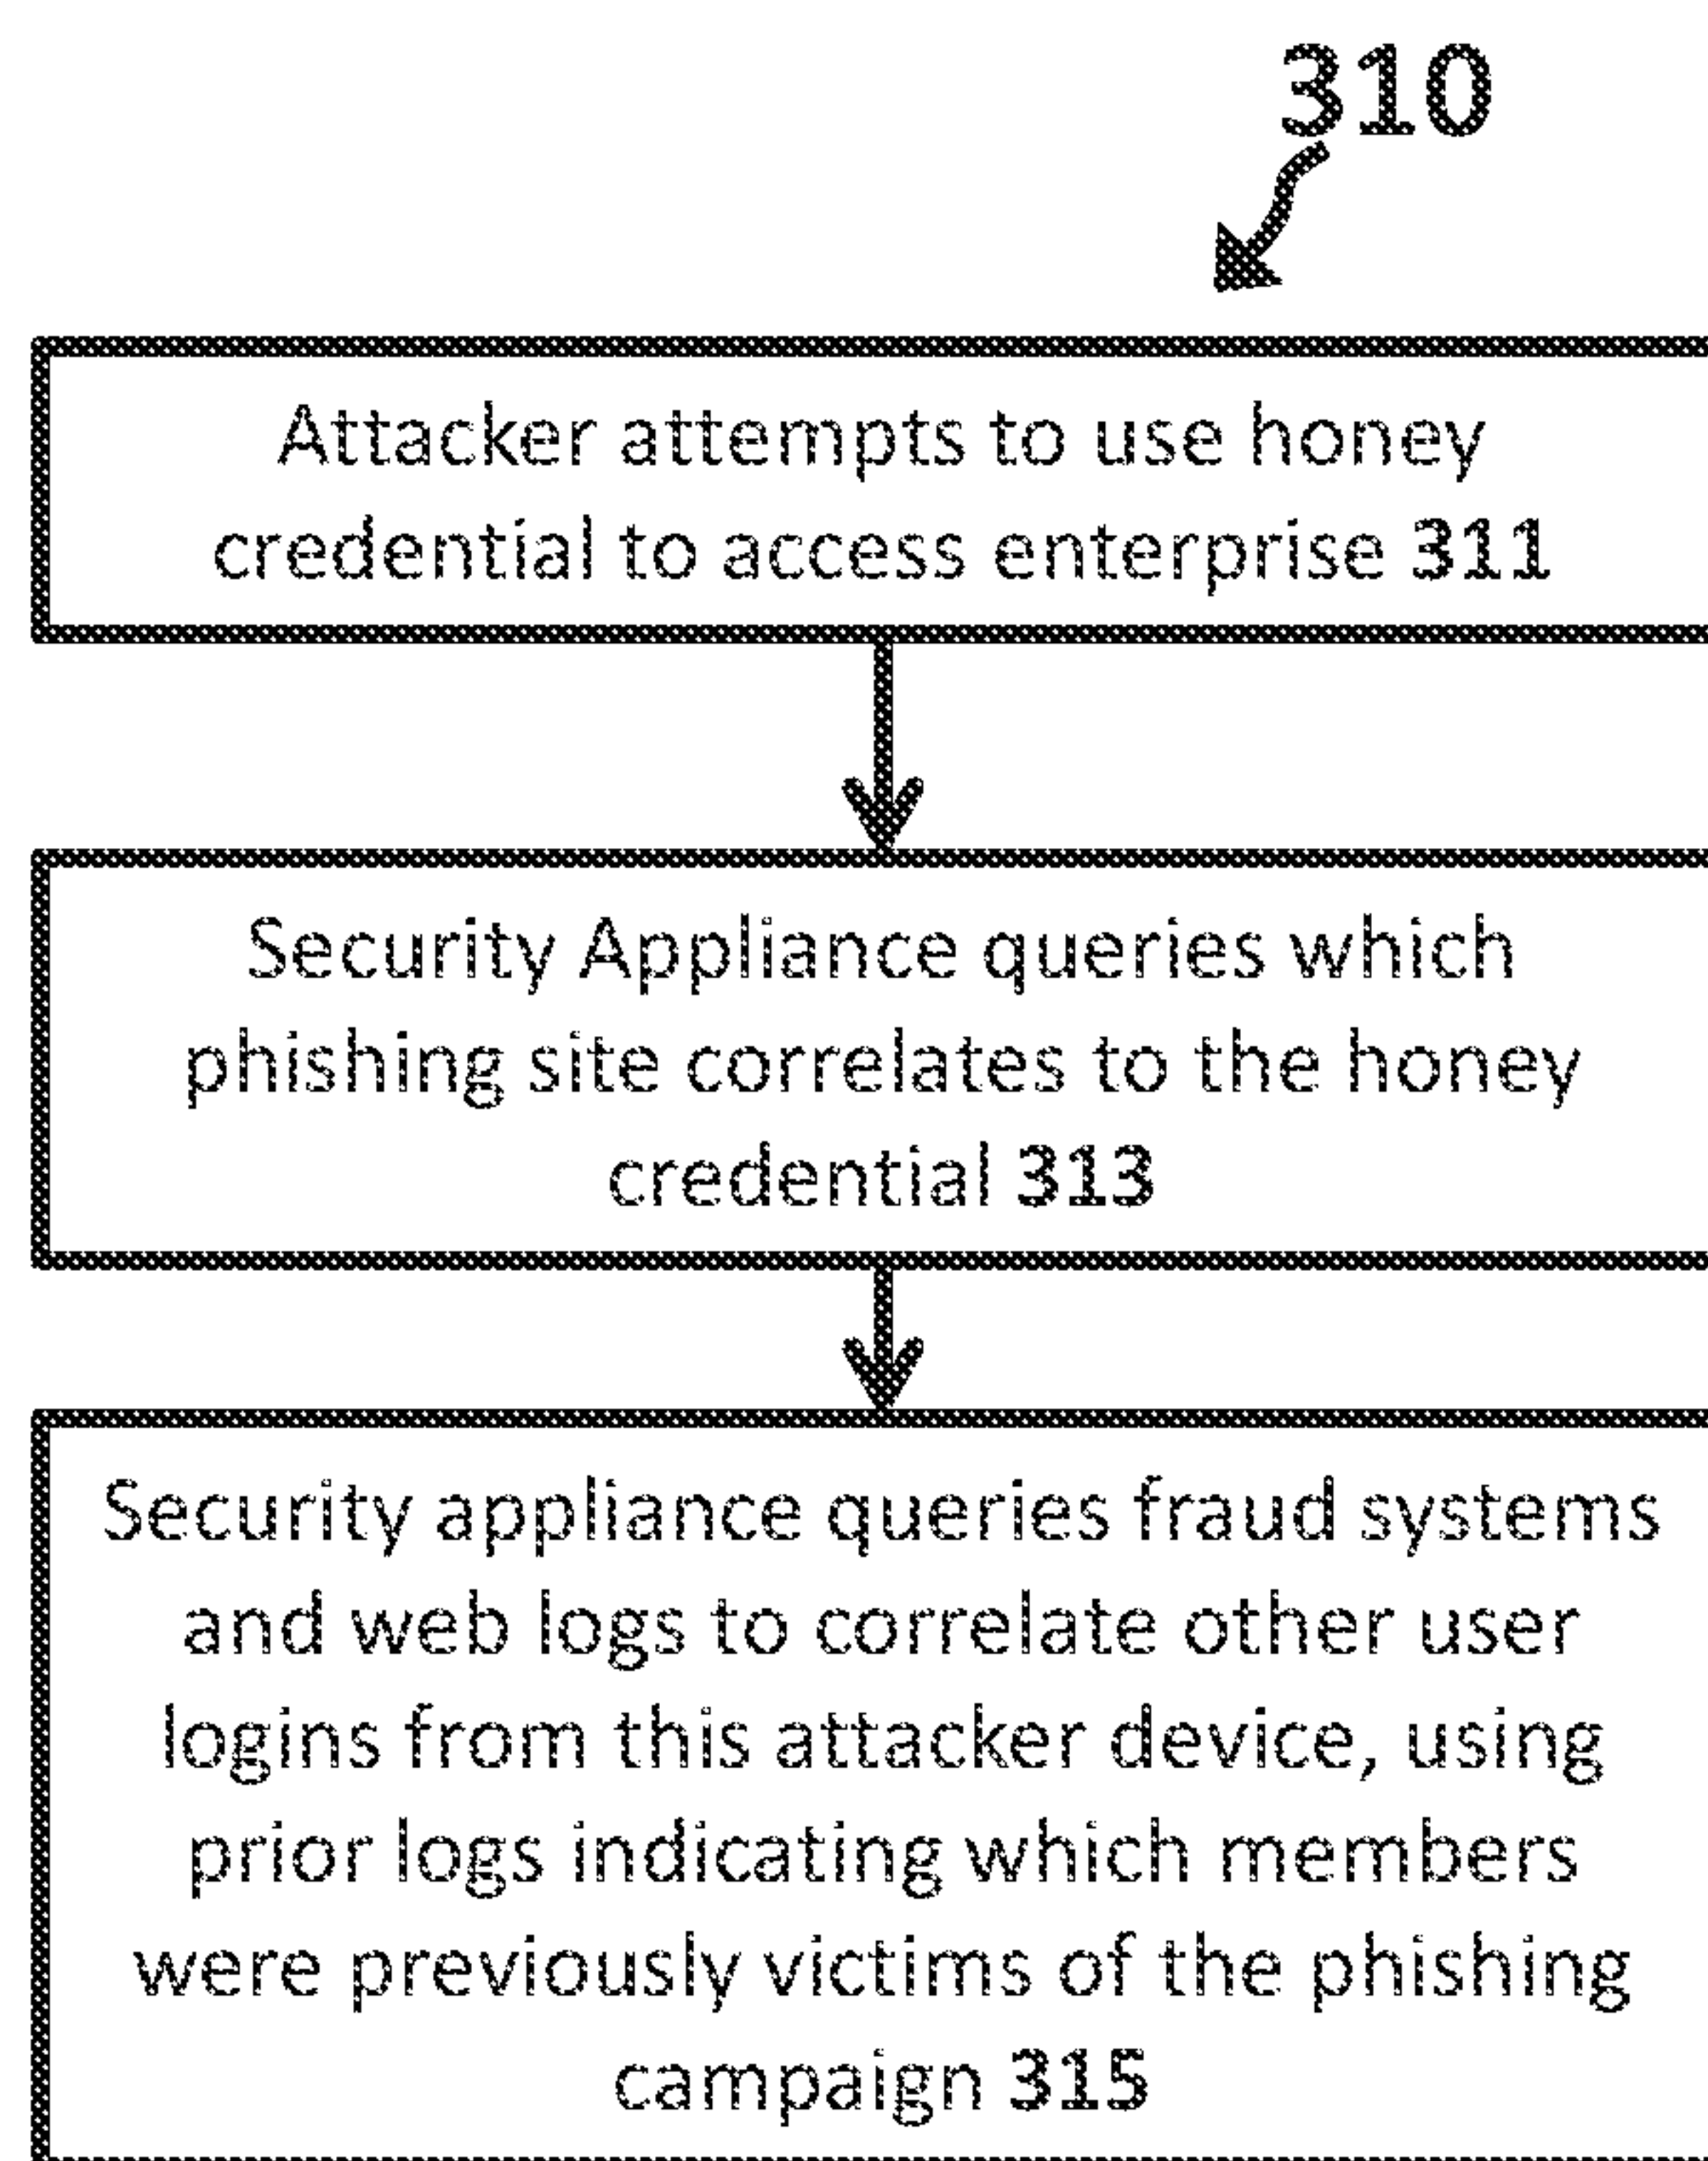 310
Attacker attempts to use honey
credential to access enterprise 311
Security Appliance queries which
phishing site correlates to the honey
credential 313
Security appliance queries fraud systems
and web logs to correlate other user
logins from this attacker device, using
prior logs indicating which members
were previously victims of the phishing
campaign 315